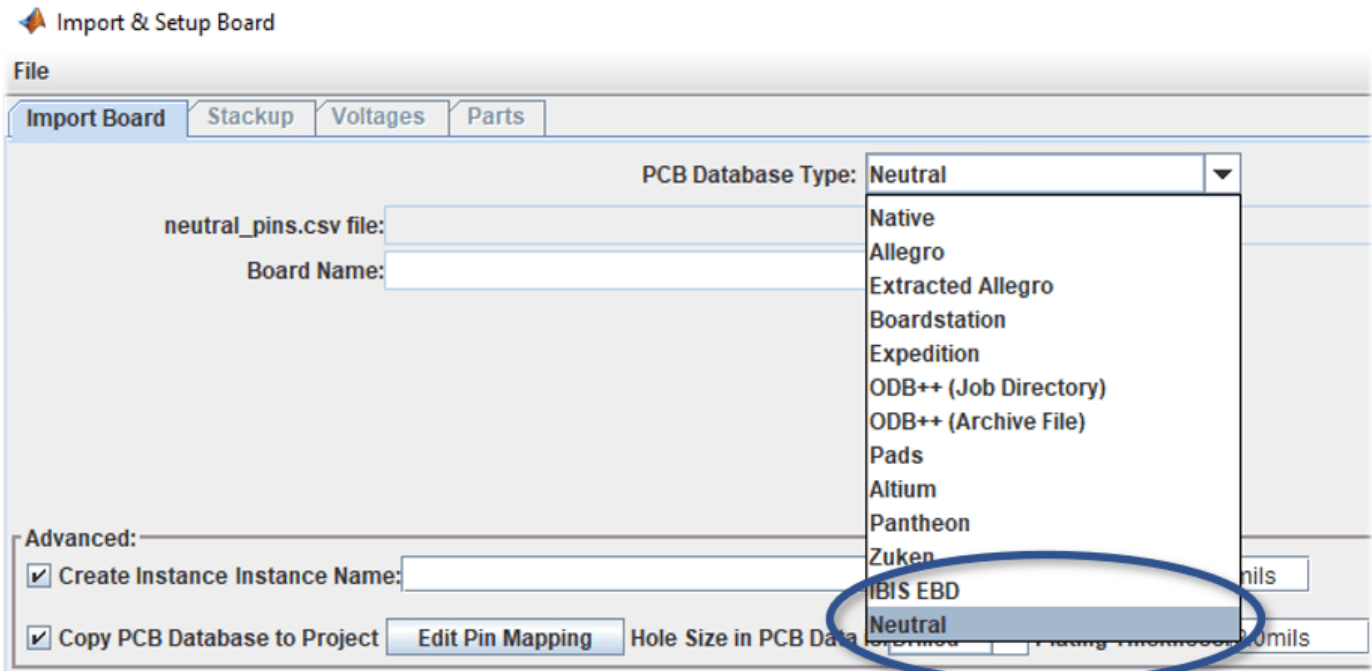 Import & Setup Board
File
Import Board Stackup Voltages Parts
PCB Database Type: Neutral
neutral_pins.csv file:
Board Name:
Native
Allegro
Extracted Allegro
Boardstation
Expedition
ODB++ (Job Directory)
ODB++ (Archive File)
Pads
Altium
Pantheon
Zuken
IBIS EBD
Neutral
Advanced:
Create Instance Instance Name:
Copy PCB Database to Project Edit Pin Mapping Hole Size in PCB Data